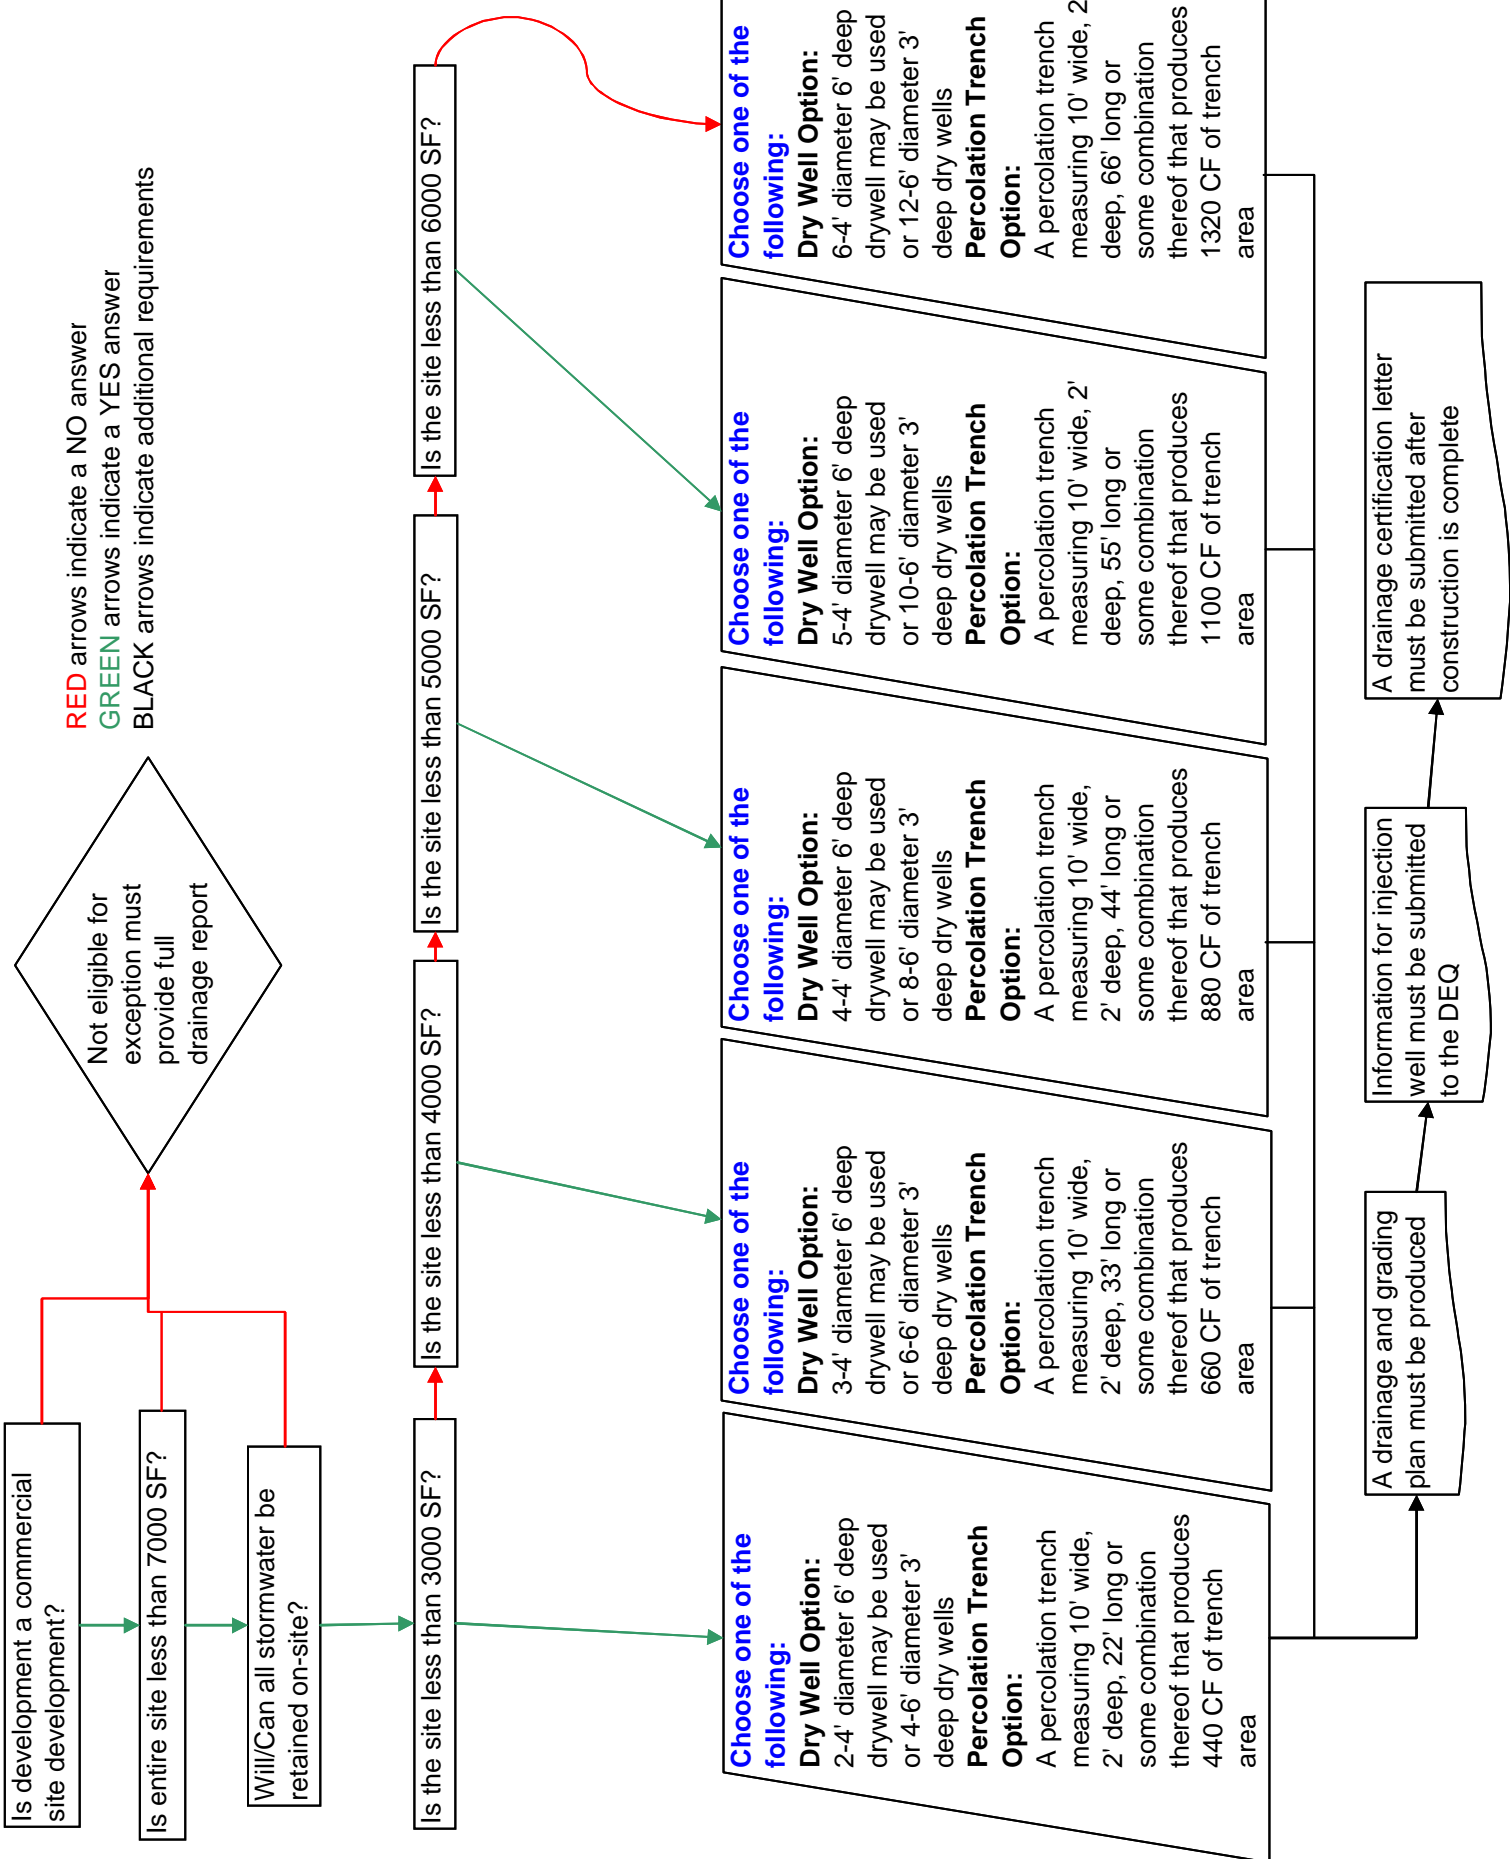 Is development a commercial
site development?
Is entire site less than 7000 SF?
Will/Can all stormwater be
retained on-site?
Not eligible for
exception must
provide full
drainage report
RED arrows indicate a NO answer
GREEN arrows indicate a YES answer
BLACK arrows indicate additional requirements
Is the site less than 3000 SF?
Is the site less than 4000 SF?
Is the site less than 5000 SF?
Is the site less than 6000 SF?
Choose one of the
following:
Dry Well Option:
2-4' diameter 6' deep
drywell may be used
or 4-6' diameter 3'
deep dry wells
Percolation Trench
Option:
A percolation trench
measuring 10' wide,
2' deep, 22' long or
some combination
thereof that produces
440 CF of trench
area
Choose one of the
following:
Dry Well Option:
3-4' diameter 6' deep
drywell may be used
or 6-6' diameter 3'
deep dry wells
Percolation Trench
Option:
A percolation trench
measuring 10' wide,
2' deep, 33' long or
some combination
thereof that produces
660 CF of trench
area
Choose one of the
following:
Dry Well Option:
4-4' diameter 6' deep
drywell may be used
or 8-6' diameter 3'
deep dry wells
Percolation Trench
Option:
A percolation trench
measuring 10' wide,
2' deep, 44' long or
some combination
thereof that produces
880 CF of trench
area
Choose one of the
following:
Dry Well Option:
5-4' diameter 6' deep
drywell may be used
or 10-6' diameter 3'
deep dry wells
Percolation Trench
Option:
A percolation trench
measuring 10' wide, 2'
deep, 55' long or
some combination
thereof that produces
1100 CF of trench
area
Choose one of the
following:
Dry Well Option:
6-4' diameter 6' deep
drywell may be used
or 12-6' diameter 3'
deep dry wells
Percolation Trench
Option:
A percolation trench
measuring 10' wide, 2
deep, 66' long or
some combination
thereof that produces
1320 CF of trench
area
A drainage and grading
plan must be produced
Information for injection
well must be submitted
to the DEQ
A drainage certification letter
must be submitted after
construction is complete